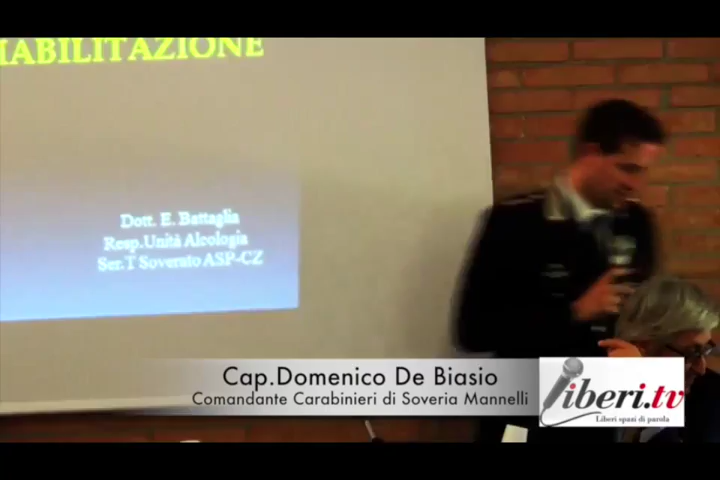 IABILITAZIONE
Dott. E. Battaglia
Resp.Unità Alcologia
Ser.T Soverato ASP-CZ
Cap.Domenico De Biasio
Comandante Carabinieri di Soveria Mannelli
liberi.tv
Liberi spazi di parola